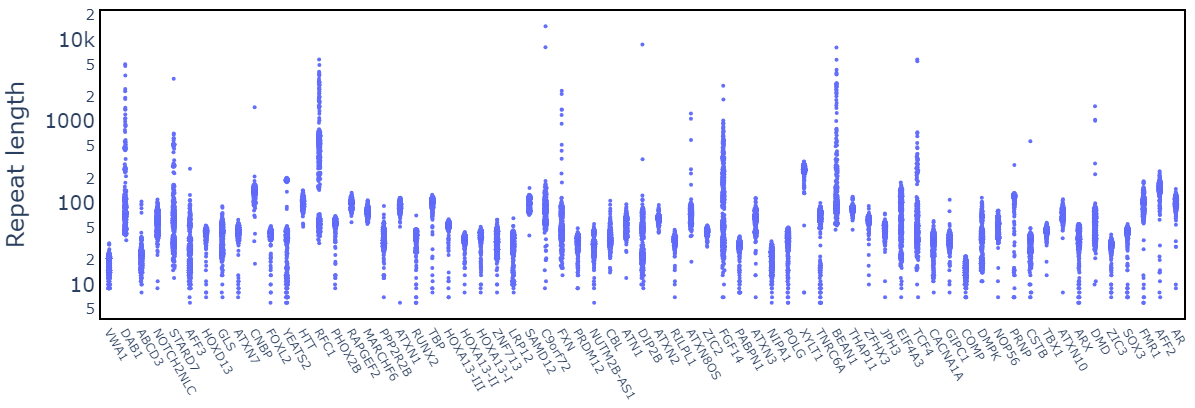 Repeat length
2
10k
5
2
1000
5
2
100
5
2
10
5
VWA1
DAB1
ABCD3
NOTCH2NLC
STARD7
AFF3
HOXD13
GLS
ATXN7
CNBP
FOXL2
YEATS2
HTT
RFC1
PHOX2B
RAPGEF2
MARCHF6
PPP2R2B
ATXN1
RUNX2
TBP
HOXA13-III
HOXA13-II
HOXA13-I
ZNF713
LRP12
SAMD12
C9orf72
FXN
PRDM12
NUTM2B-AS1
CBL
ATN1
DIP2B
ATXN2
RILPL1
ATXN8OS
ZIC2
FGF14
PABPN1
ATXN3
NIPA1
POLG
XYLT1
TNRC6A
BEAN1
THAP11
ZFHX3
JPH3
EIF4A3
TCF4
CACNA1A
GIPC1
COMP
DMPK
NOP56
PRNP
CSTB
TBX1
ATXN10
ARX
DMD
ZIC3
SOX3
FMR1
AFF2
AR